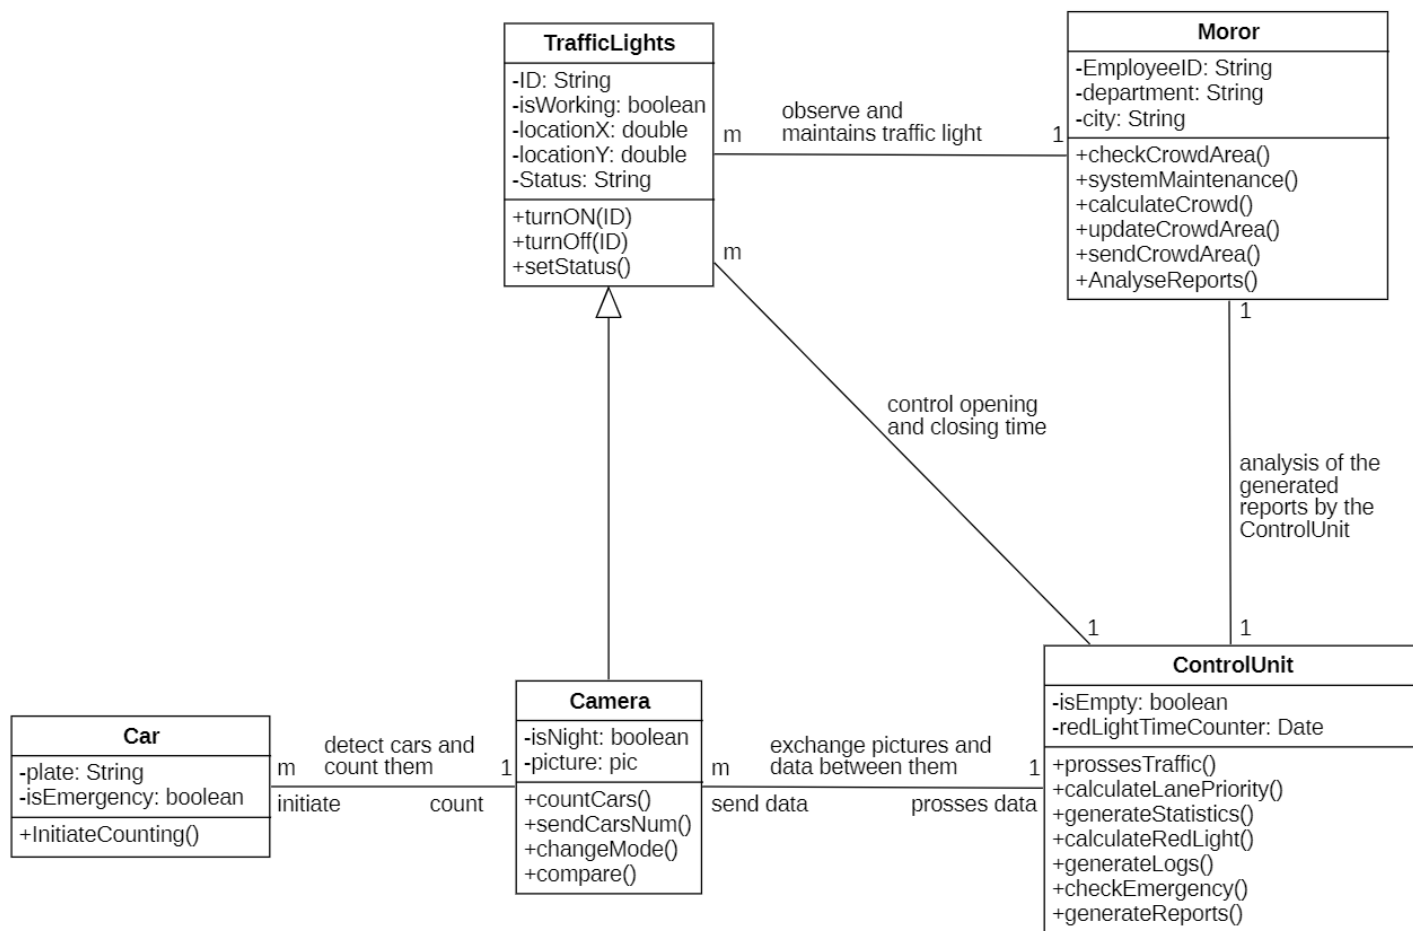 TrafficLights
-ID: String
-isWorking: boolean
-locationX: double
-locationY: double
-Status: String
+turnON(ID)
+turnOff(ID)
+setStatus()
Moror
-EmployeeID: String
-department: String
-city: String
+checkCrowdArea()
+systemMaintenance()
+calculateCrowd()
+updateCrowdArea()
+sendCrowdArea()
+AnalyseReports()
observe and
maintains traffic light
m
1
m
1
control opening
and closing time
analysis of the
generated
reports by the
ControlUnit
1
1
Car
-plate: String
-isEmergency: boolean
+InitiateCounting()
detect cars and
count them
m
1
initiate
count
Camera
-isNight: boolean
-picture: pic
+countCars()
+sendCarsNum()
+changeMode()
+compare()
exchange pictures and
data between them
m
1
send data
prosses data
ControlUnit
-isEmpty: boolean
-redLightTimeCounter: Date
+prossesTraffic()
+calculateLanePriority()
+generateStatistics()
+calculateRedLight()
+generateLogs()
+checkEmergency()
+generateReports()